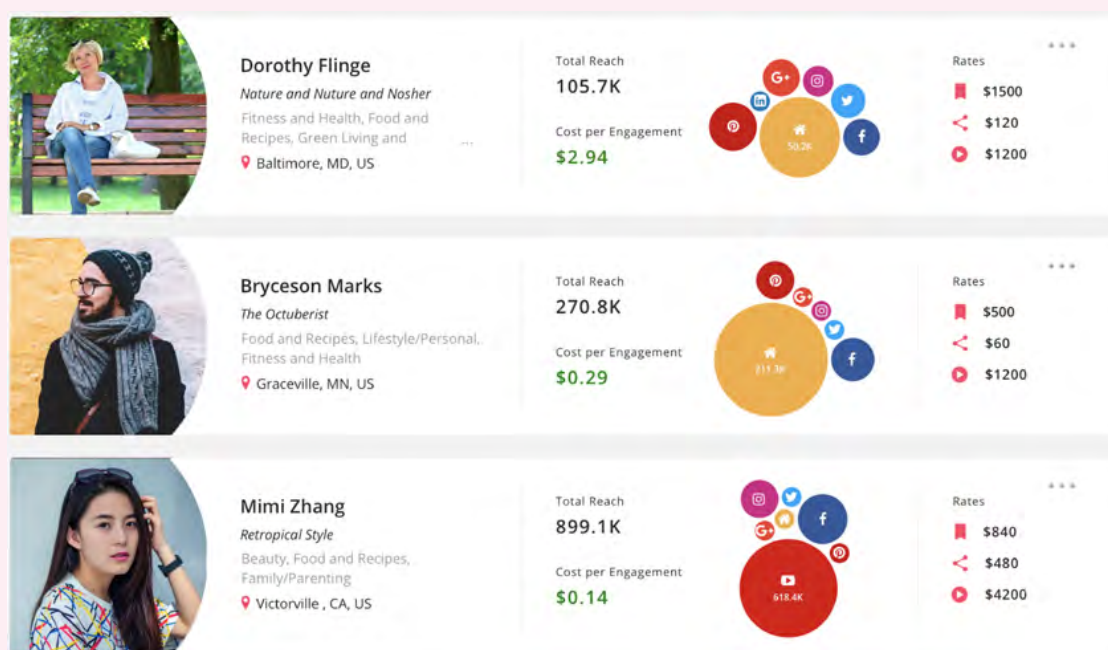 Dorothy Flinge
Nature and Nuture and Nosher
Fitness and Health, Food and
Recipes, Green Living and ...
Baltimore, MD, US
Total Reach
105.7K
Cost per Engagement
$2.94
G+
in
f
50.2K
Rates
$1500
$120
$1200
Bryceson Marks
The Octuberist
Food and Recipes, Lifestyle/Personal,
Fitness and Health
Graceville, MN, US
Total Reach
270.8K
Cost per Engagement
$0.29
G+
f
Rates
$500
$60
$1200
Mimi Zhang
Retropical Style
Beauty, Food and Recipes,
Family/Parenting
Victorville , CA, US
Total Reach
899.1K
Cost per Engagement
$0.14
f
G+
618.4K
Rates
$840
$480
$4200